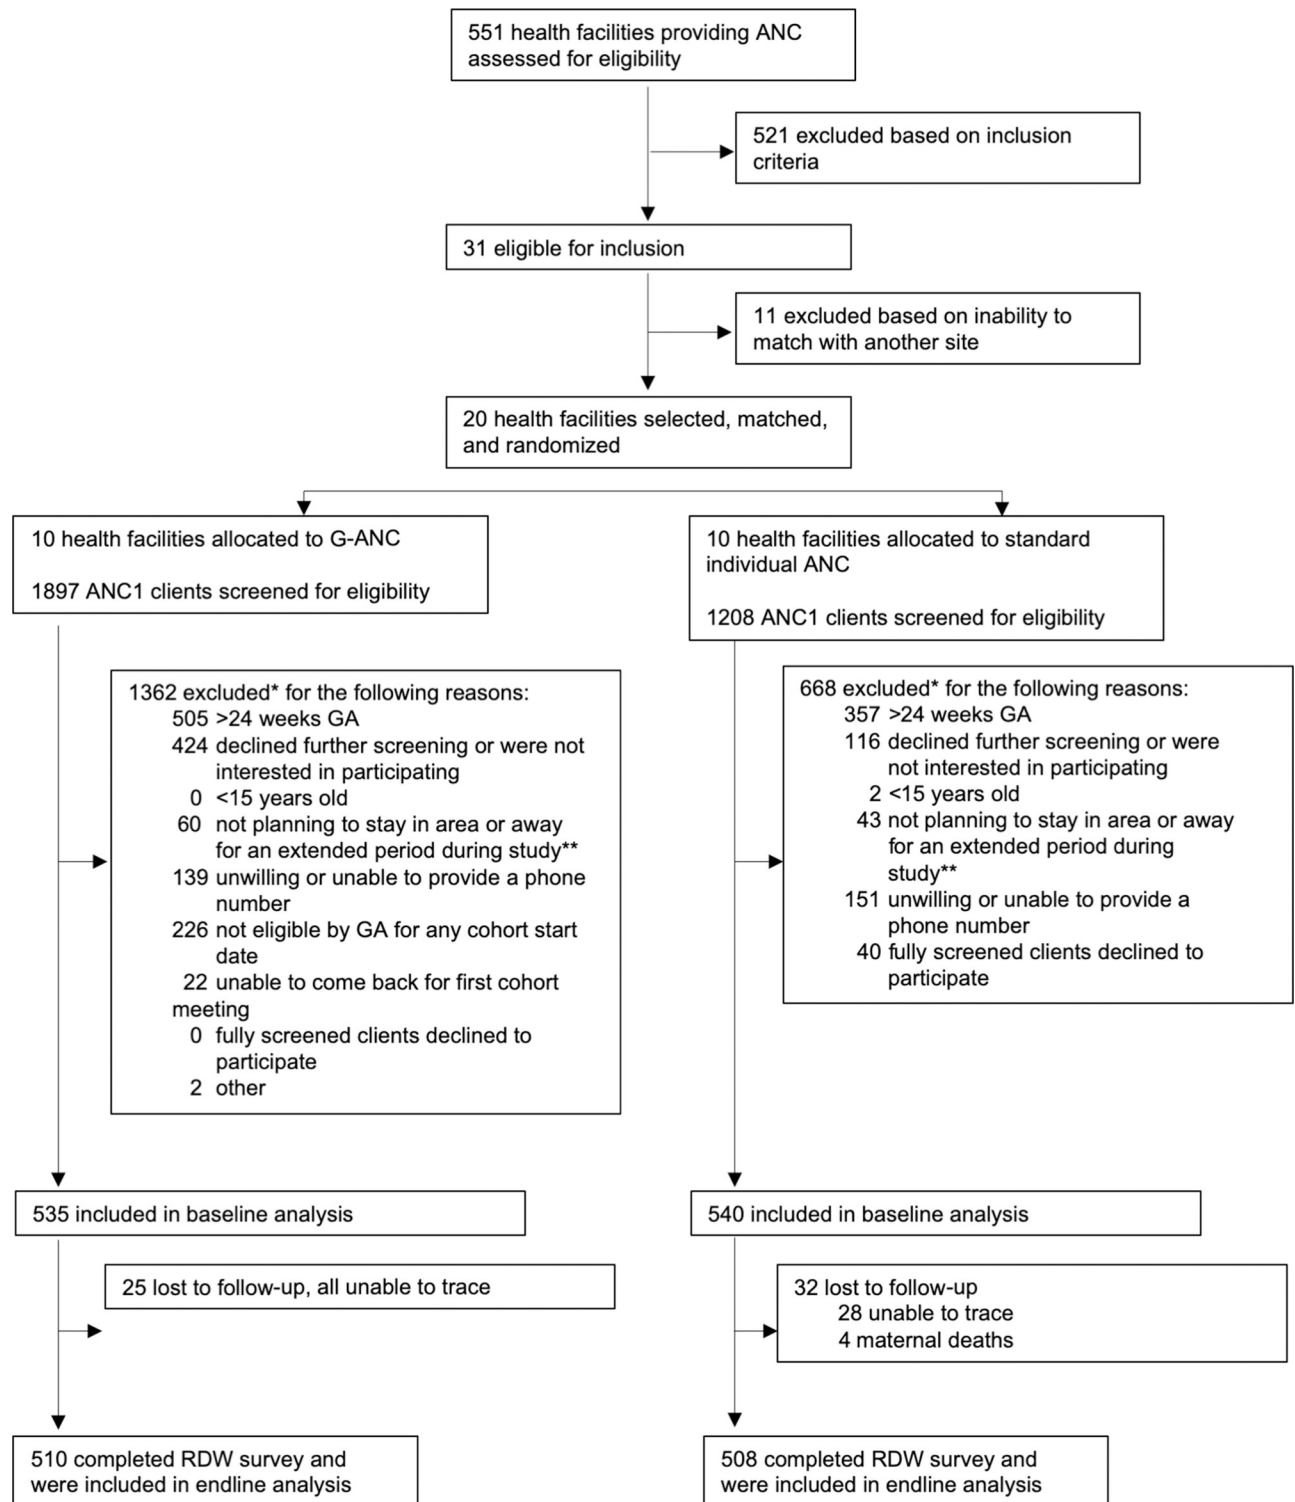 551 health facilities providing ANC
assessed for eligibility
521 excluded based on inclusion
criteria
31 eligible for inclusion
11 excluded based on inability to
match with another site
20 health facilities selected, matched,
and randomized
10 health facilities allocated to G-ANC
1897 ANC1 clients screened for eligibility
10 health facilities allocated to standard
individual ANC
1208 ANC1 clients screened for eligibility
1362 excluded* for the following reasons:
505 >24 weeks GA
424 declined further screening or were not
interested in participating
0 <15 years old
60 not planning to stay in area or away
for an extended period during study**
139 unwilling or unable to provide a phone
number
226 not eligible by GA for any cohort start
date
22 unable to come back for first cohort
meeting
0 fully screened clients declined to
participate
2 other
668 excluded* for the following reasons:
357 >24 weeks GA
116 declined further screening or were
not interested in participating
2 <15 years old
43 not planning to stay in area or away
for an extended period during
study**
151 unwilling or unable to provide a
phone number
40 fully screened clients declined to
participate
535 included in baseline analysis
540 included in baseline analysis
25 lost to follow-up, all unable to trace
32 lost to follow-up
28 unable to trace
4 maternal deaths
510 completed RDW survey and
were included in endline analysis
508 completed RDW survey and
were included in endline analysis